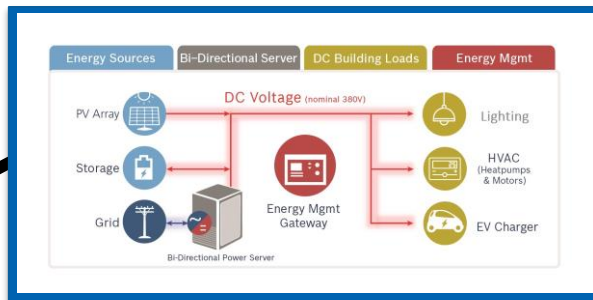 Energy Sources
Bi-Directional Server
DC Building Loads
Energy Mgmt
DC Voltage (nominal 380V)
PV Array
Lighting
Storage
HVAC
(Heatpumps
& Motors)
Energy Mgmt
Gateway
Grid
EV Charger
Bi-Directional Power Server